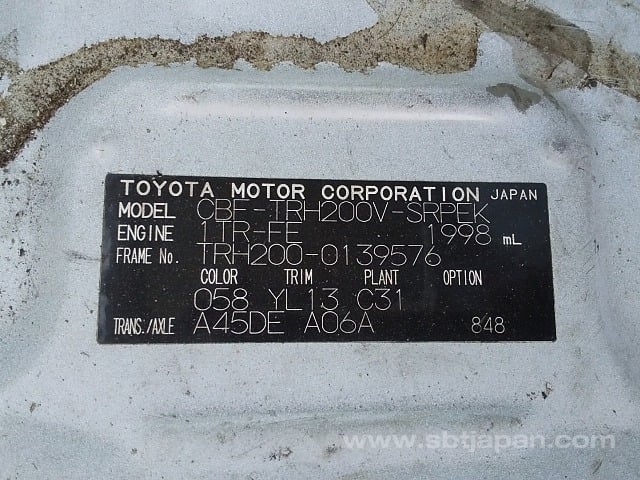 TOYOTA MOTOR CORPORATION JAPAN
MODEL CBF-TRH200V-SRPEK
ENGINE 1TR-FE 1998 mL
FRAME No. TRH200-0139576
COLOR TRIM PLANT OPTION
058 YL13 C31
TRANS./AXLE A45DE A06A 848
www.sbtjapan.com